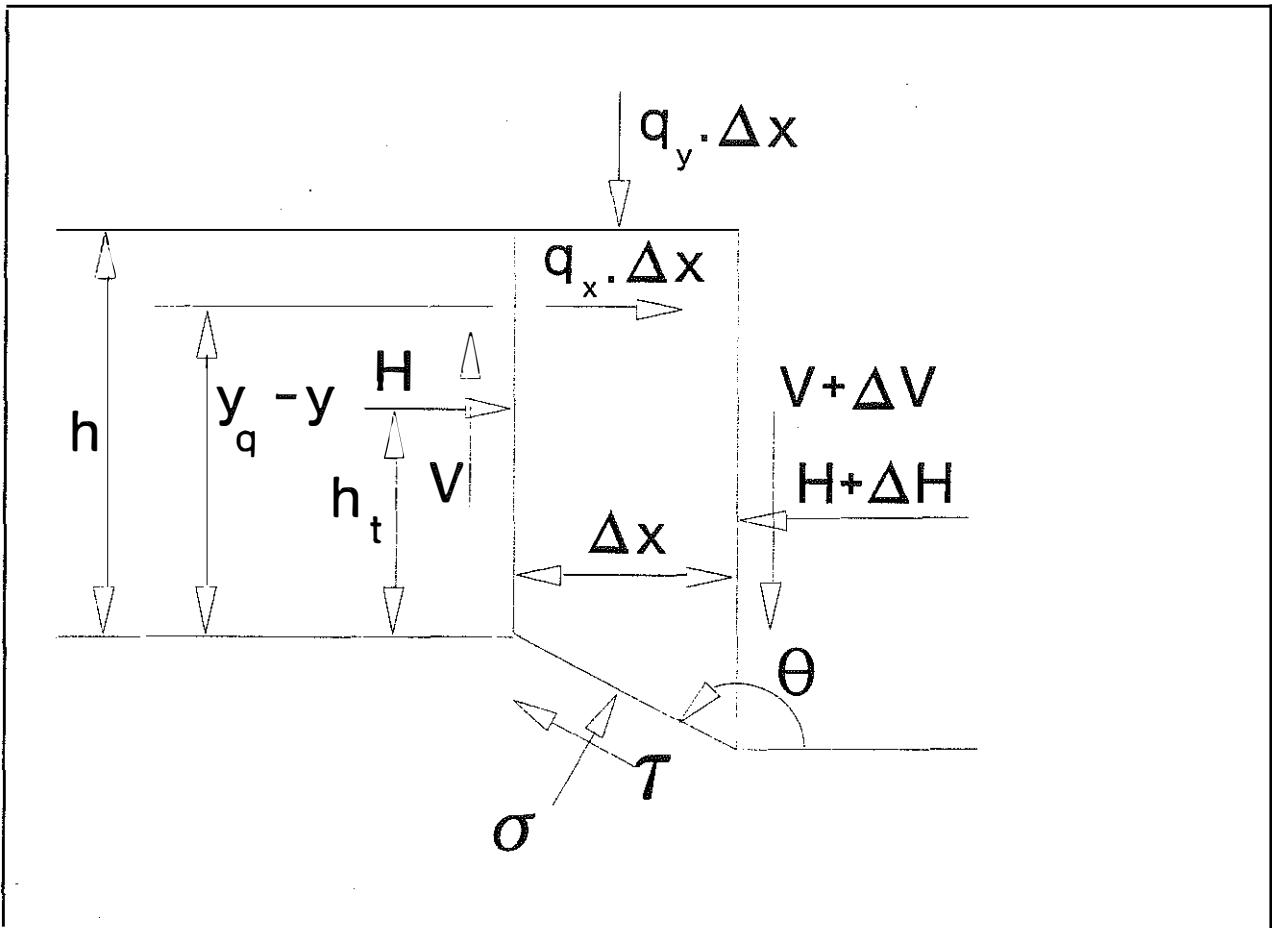 q_y . Δx
q_x . Δx
H
y_q - y
V + ΔV
h
V
H + ΔH
h_t
Δx
θ
τ
σ